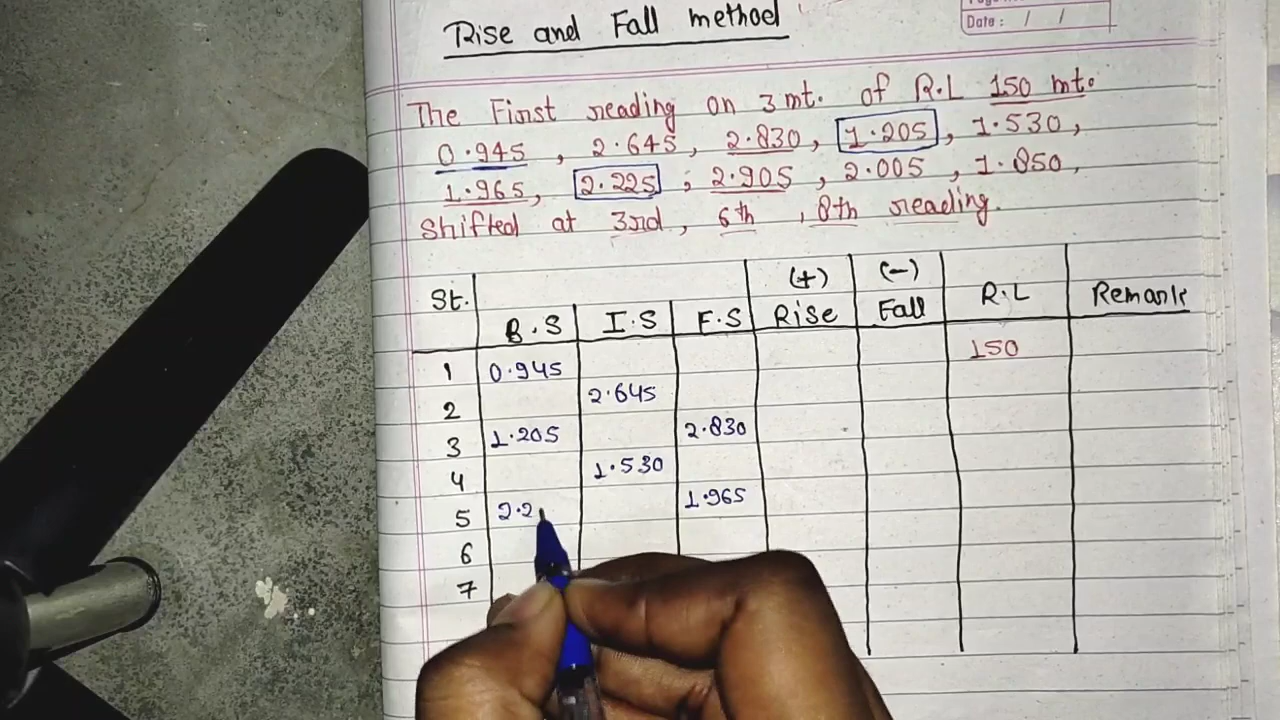 Rise and Fall method
Date : / /
The First reading on 3mt. of R.L 150 mt.
0.945 , 2.645, 2.830, 1.205, 1.530,
1.965, 2.225, 2.905, 2.005, 1.850,
Shifted at 3rd, 6th, 8th reading.
St. B.S I.S F.S (+) Rise (-) Fall R.L Remark
1 0.945 150
2 2.645
3 1.205 2.830
4 1.530
5 2.2 1.965
6
7